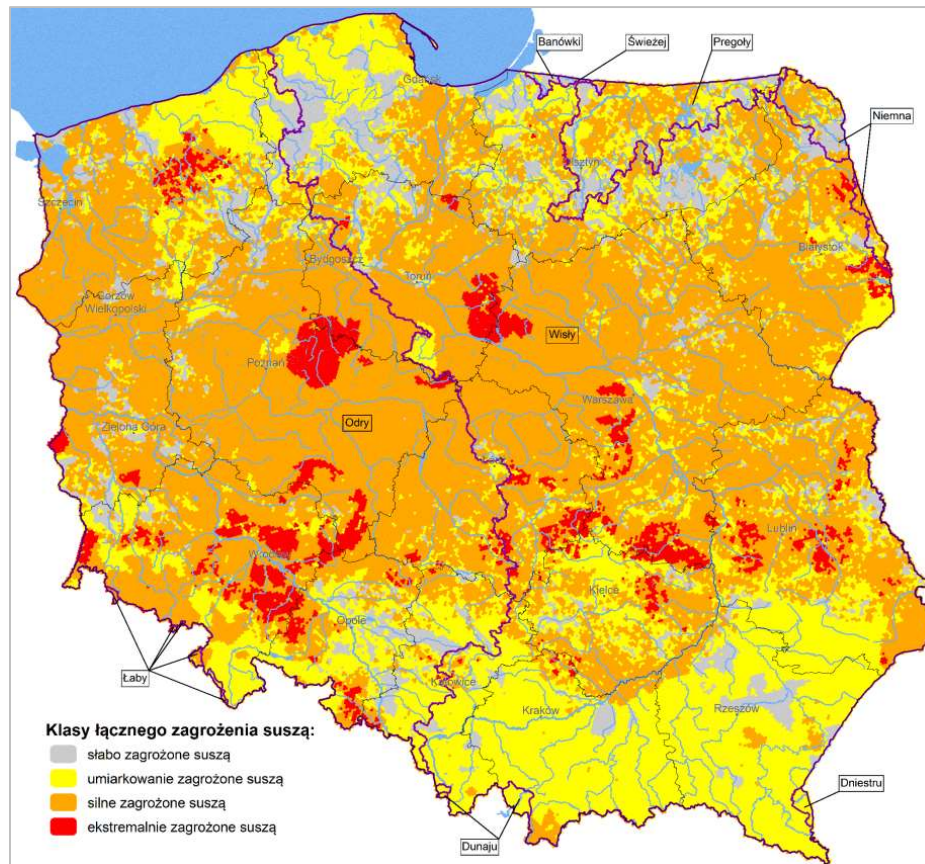 Banówki
Świeżej
Pregoły
Gdańsk
Niemna
Olsztyn
Szczecin
Białystok
Bydgoszcz
Toruń
Gorzów
Wielkopolski
Wisły
Poznań
Warszawa
Odry
Zielona Góra
Lublin
Wrocław
Kielce
Opole
Łaby
Katowice
Kraków
Rzeszów
Klasy łącznego zagrożenia suszą:
słabo zagrożone suszą
umiarkowanie zagrożone suszą
silne zagrożone suszą
ekstremalnie zagrożone suszą
Dniestru
Dunaju